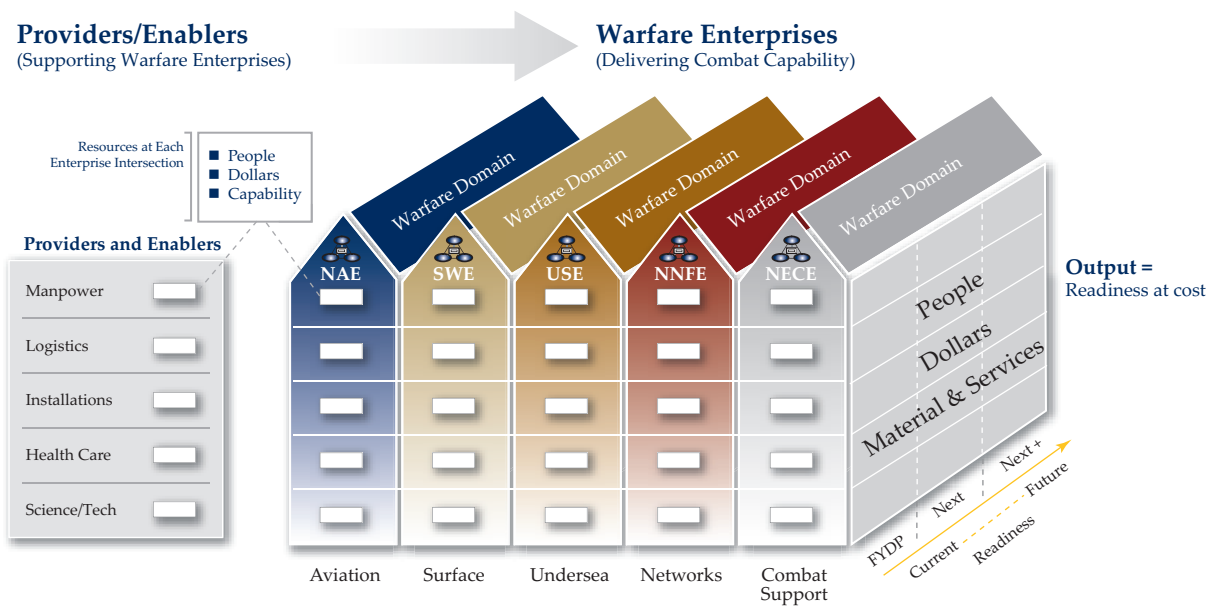 Providers/Enablers
(Supporting Warfare Enterprises)
Warfare Enterprises
(Delivering Combat Capability)
Resources at Each
Enterprise Intersection
People
Dollars
Capability
Providers and Enablers
Manpower
Logistics
Installations
Health Care
Science/Tech
Warfare Domain
Warfare Domain
Warfare Domain
Warfare Domain
Warfare Domain
NAE
SWE
USE
NNFE
NECE
Aviation
Surface
Undersea
Networks
Combat
Support
People
Dollars
Material & Services
Output =
Readiness at cost
FYDP
Next
Next +
Current
Future
Readiness